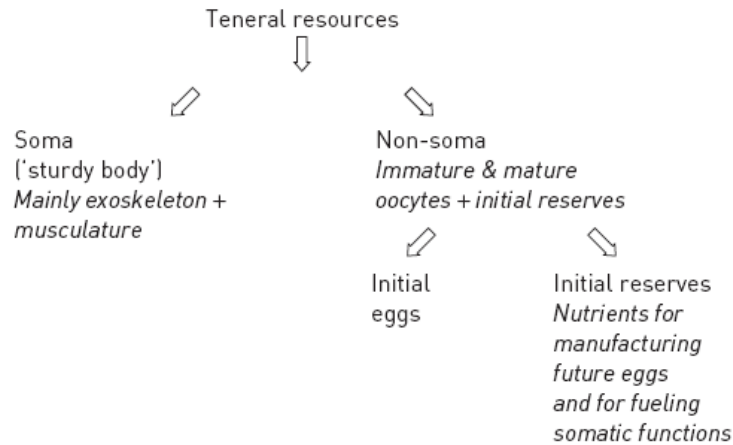 Teneral resources
Soma
('sturdy body')
Mainly exoskeleton +
musculature
Non-soma
Immature & mature
oocytes + initial reserves
Initial
eggs
Initial reserves
Nutrients for
manufacturing
future eggs
and for fueling
somatic functions